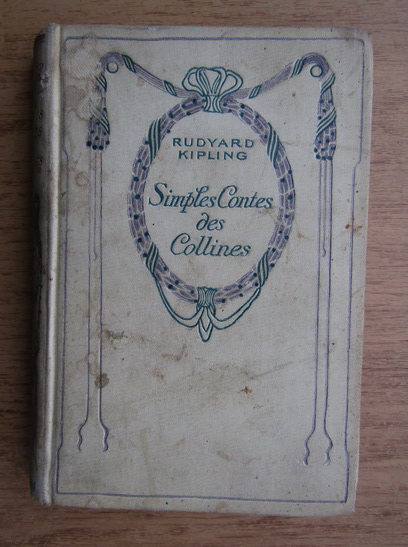 RUDYARD
KIPLING
Simples Contes
des
Collines